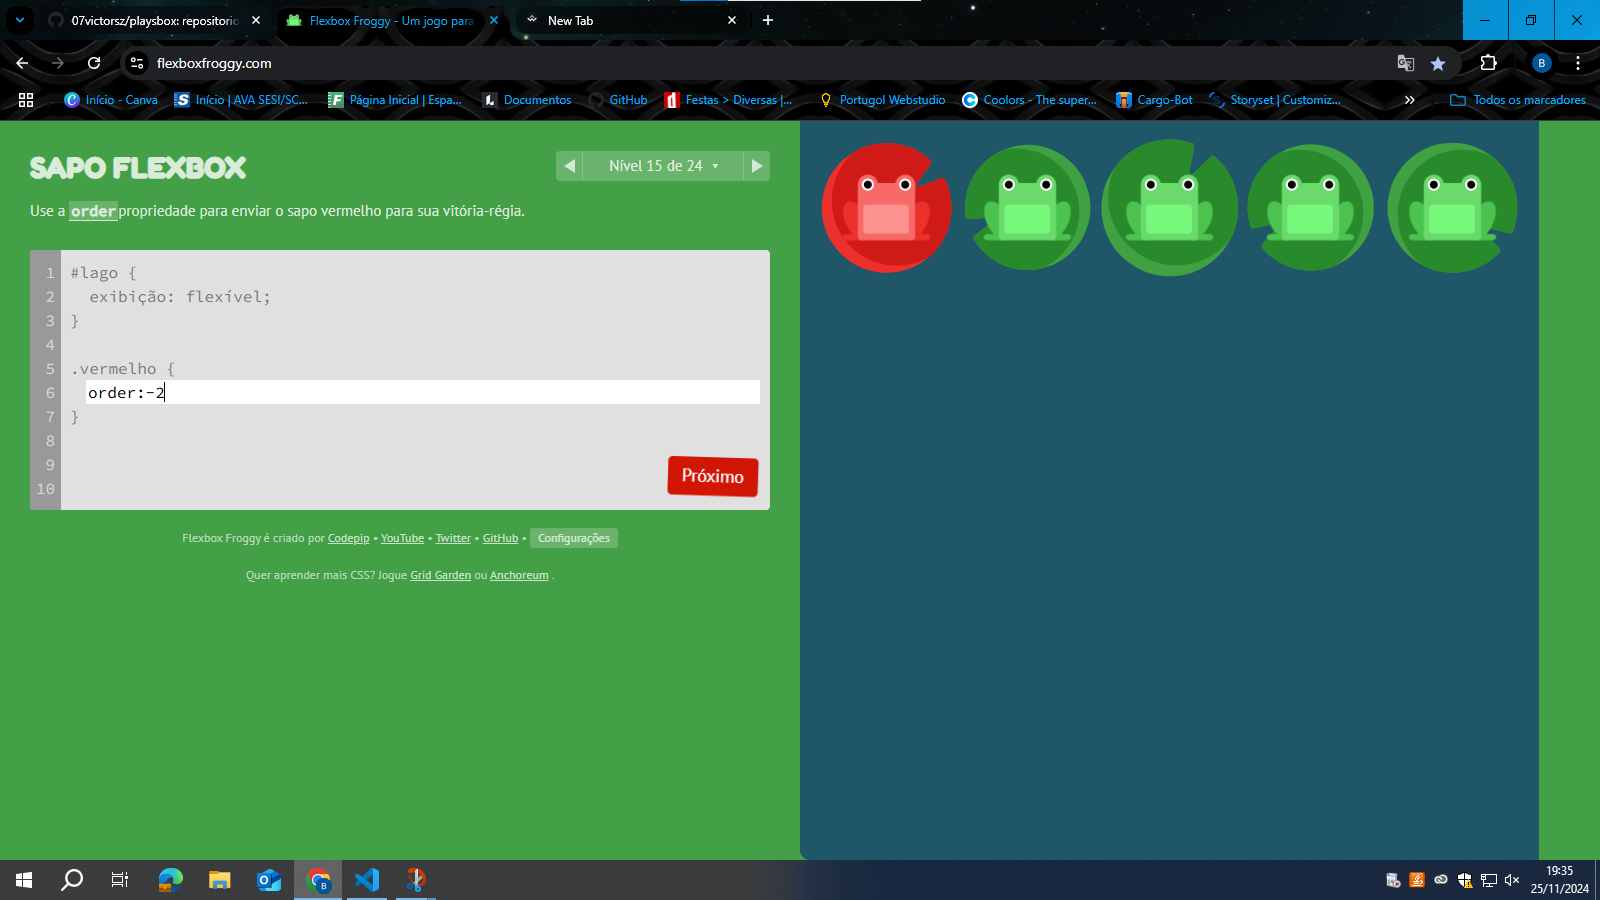 07victorsz/playsbox: repositorio
Flexbox Froggy - Um jogo para
New Tab
flexboxfroggy.com
B
Início - Canva
Início | AVA SESI/SC...
Página Inicial | Espa...
Documentos
GitHub
Festas > Diversas |...
Portugol Webstudio
Coolors - The super...
Cargo-Bot
Storyset | Customiz...
Todos os marcadores
SAPO FLEXBOX
Nível 15 de 24
Use a order propriedade para enviar o sapo vermelho para sua vitória-régia.
1 #lago {
2 exibição: flexível;
3 }
4
5 .vermelho {
6 order:-2
7 }
8
9
10
Próximo
Flexbox Froggy é criado por Codepip • YouTube • Twitter • GitHub • Configurações
Quer aprender mais CSS? Jogue Grid Garden ou Anchoreum .
19:35
25/11/2024